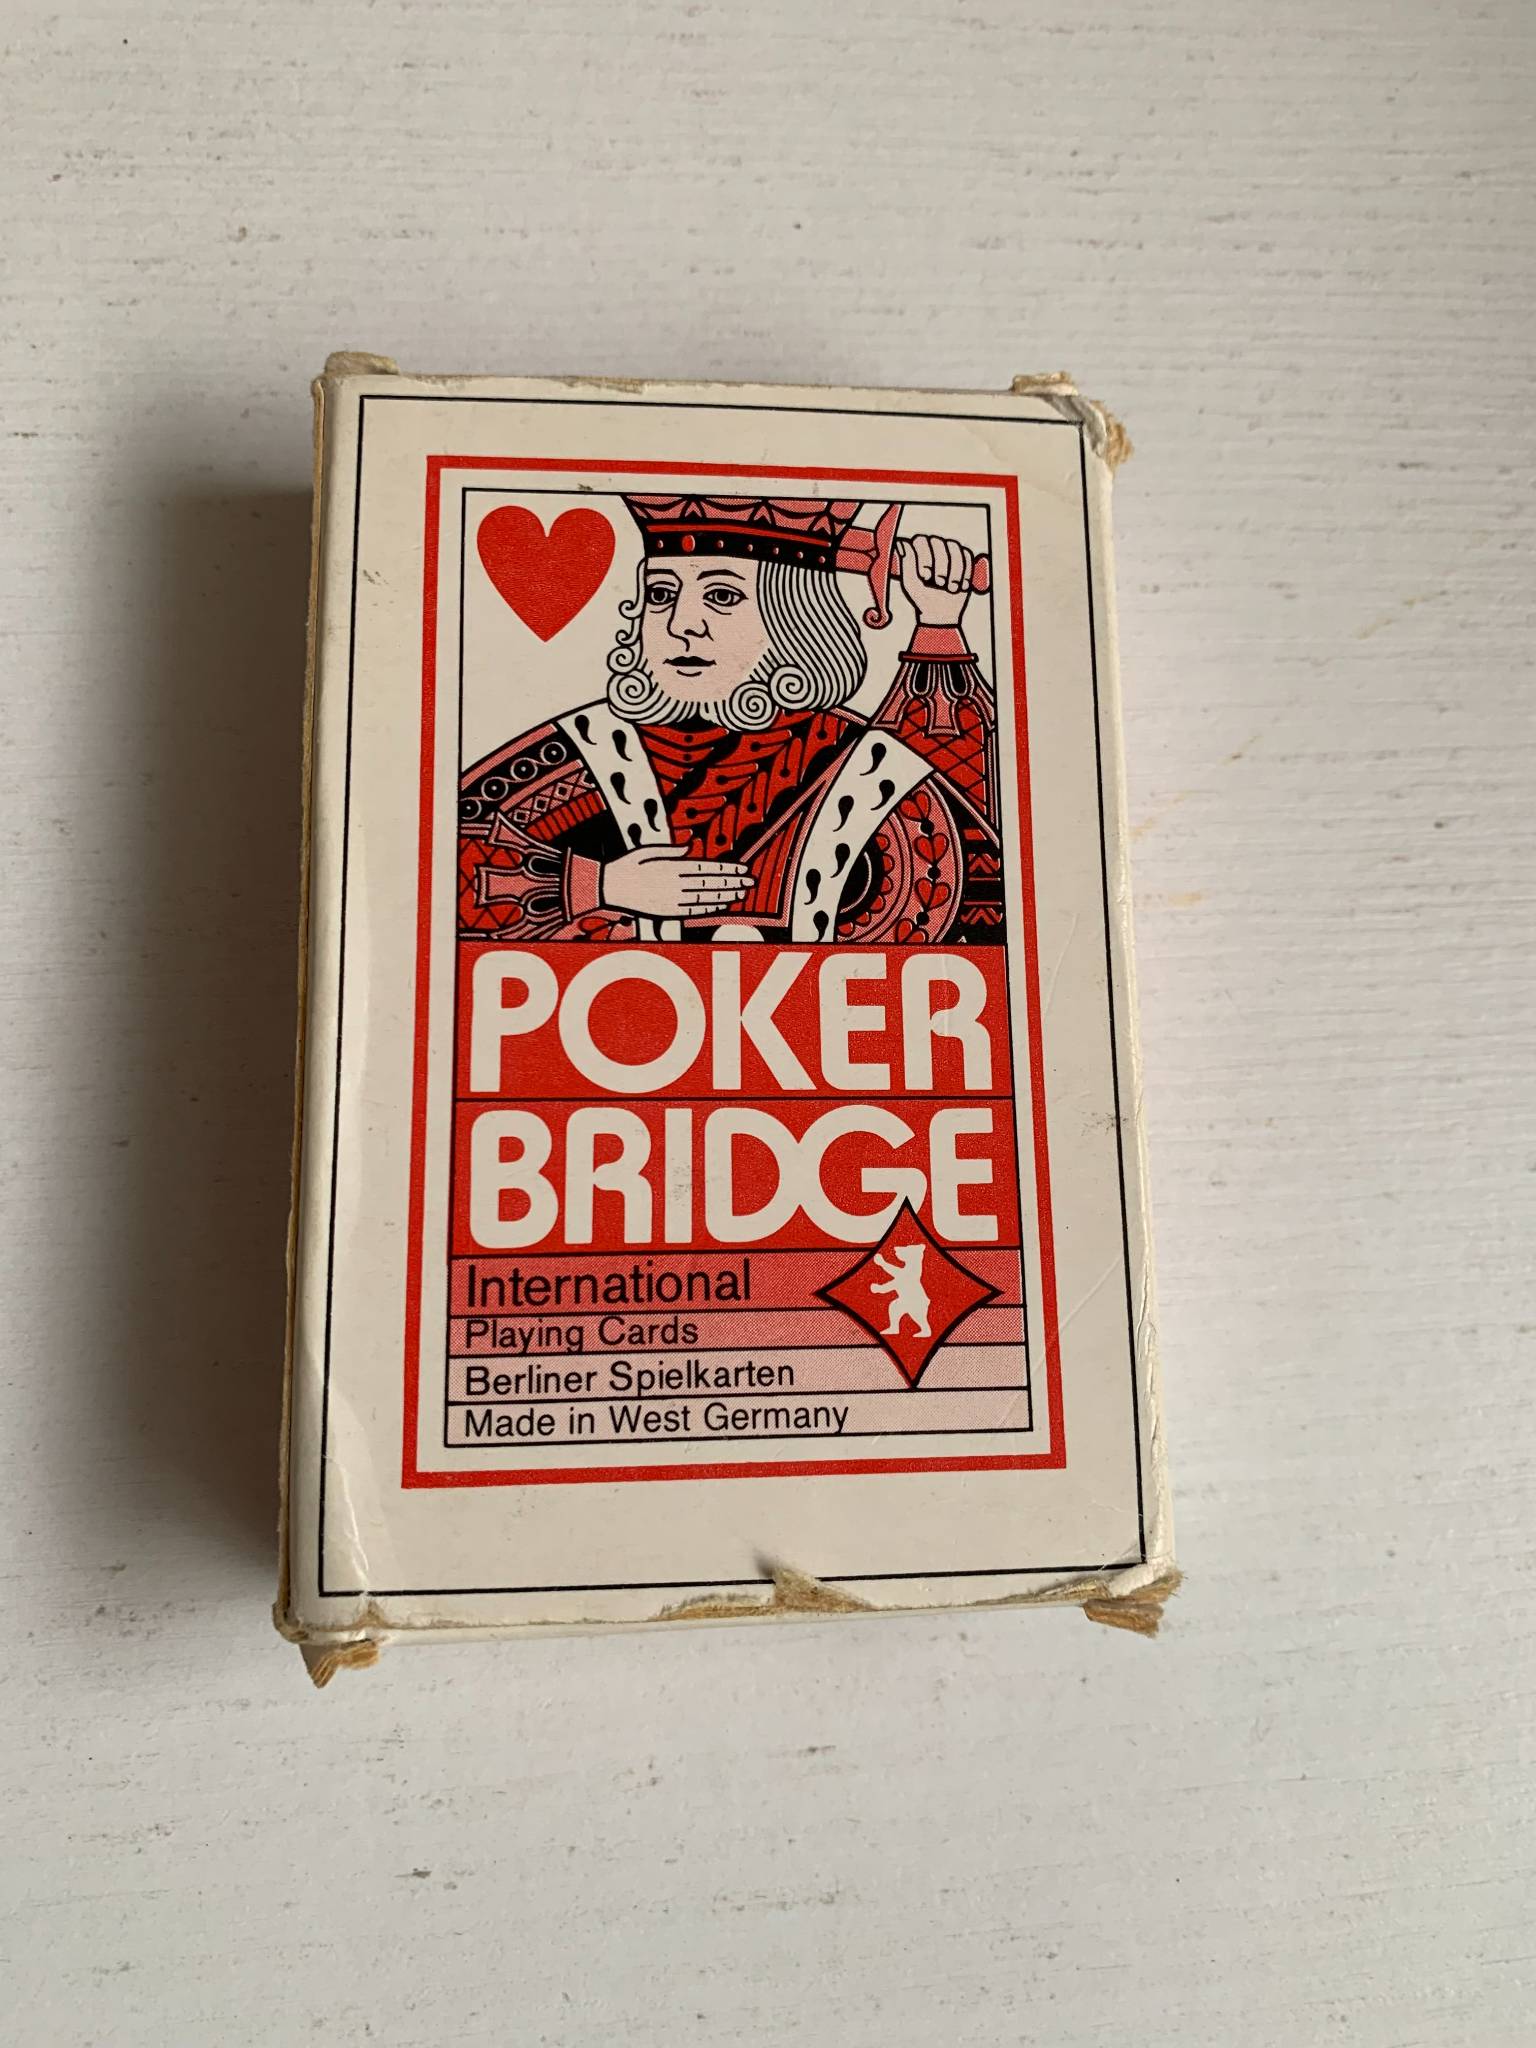 POKER
BRIDGE
International
Playing Cards
Berliner Spielkarten
Made in West Germany